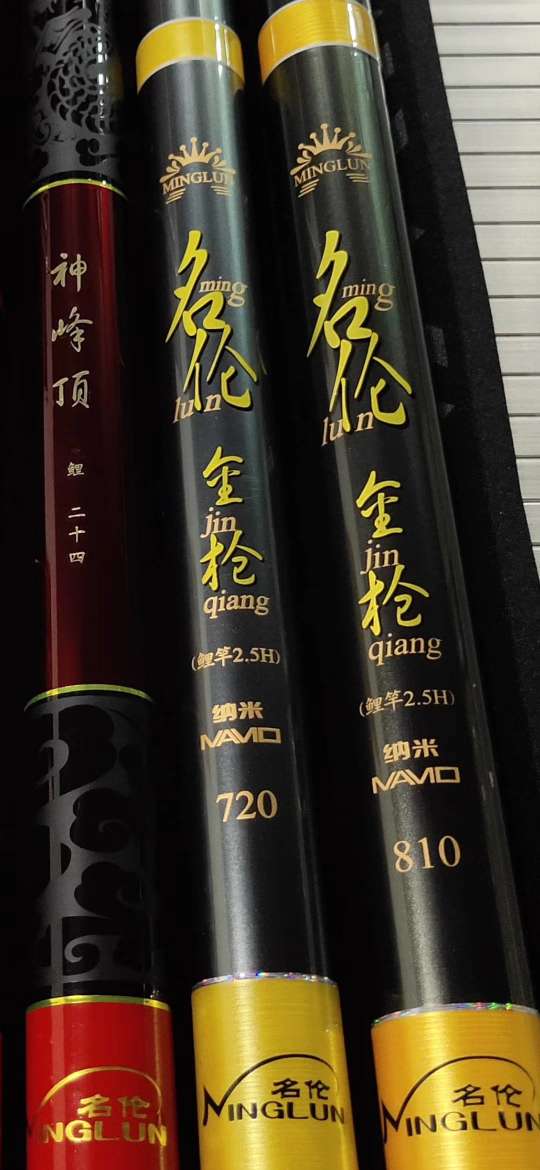 神峰顶
鲤 二十四
名伦
MINGLUN
MINGLUN
名伦
ming
lun
金枪
jin
qiang
(鲤竿2.5H)
纳米
NANO
720
名伦
MINGLUN
MINGLUN
名伦
ming
lun
金枪
jin
qiang
(鲤竿2.5H)
纳米
NANO
810
名伦
MINGLUN